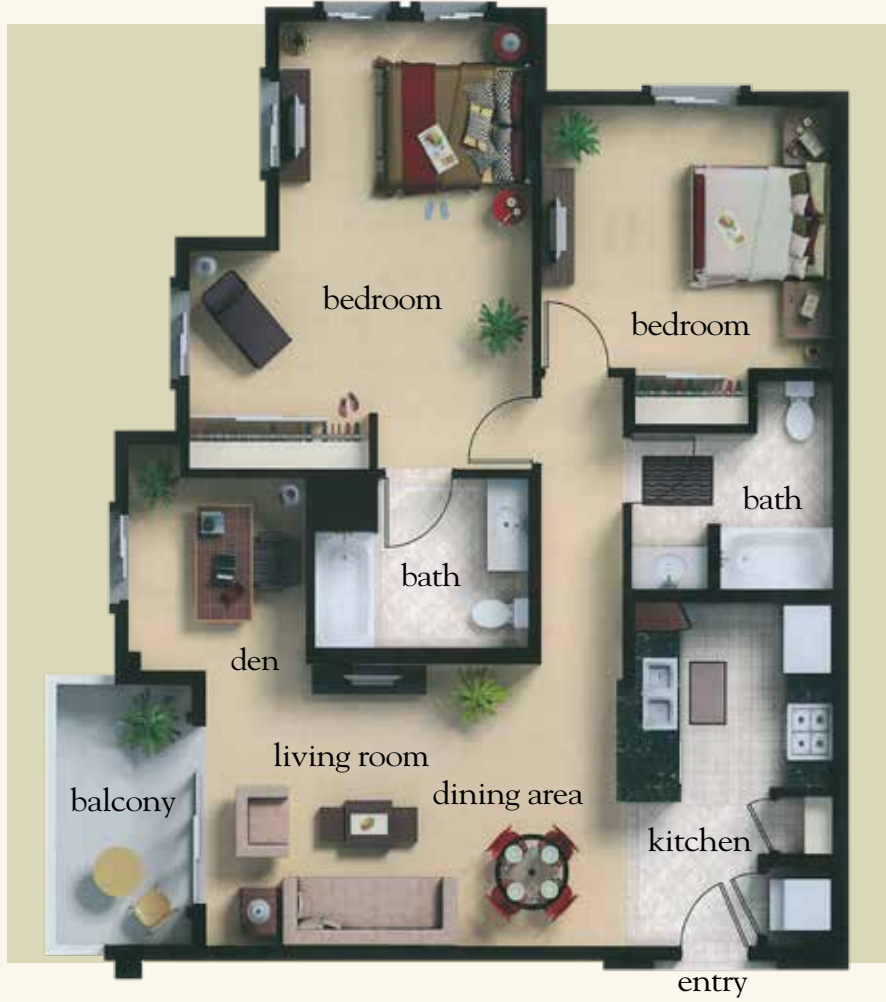 bedroom
bedroom
bath
bath
den
living room
dining area
balcony
kitchen
entry